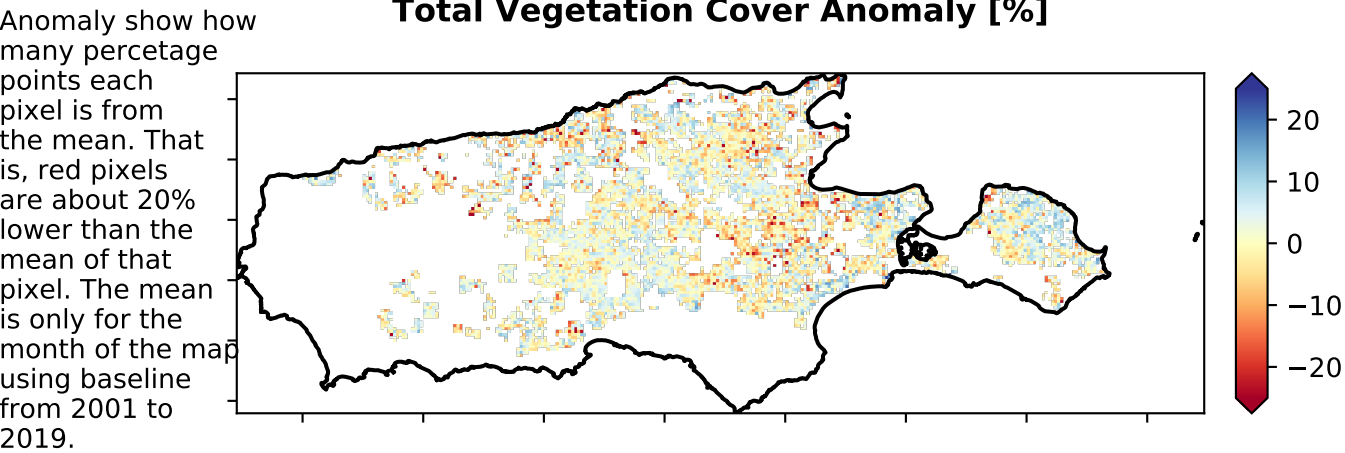 Total Vegetation Cover Anomaly [%]
Anomaly show how
many percetage
points each
pixel is from
the mean. That
is, red pixels
are about 20%
lower than the
mean of that
pixel. The mean
is only for the
month of the map
using baseline
from 2001 to
2019.
20
10
0
−10
−20